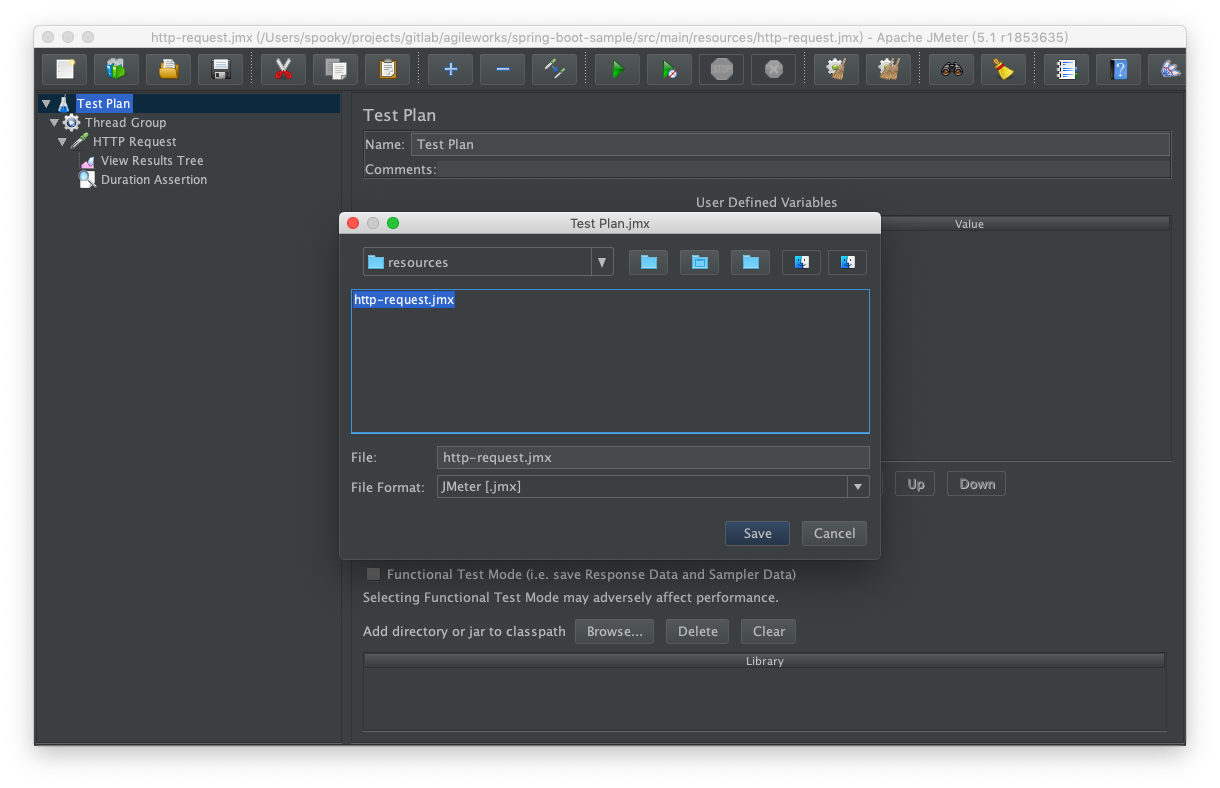 http-request.jmx (/Users/spooky/projects/gitlab/agileworks/spring-boot-sample/src/main/resources/http-request.jmx) - Apache JMeter (5.1 r1853635)
STOP
Test Plan
Thread Group
HTTP Request
View Results Tree
Duration Assertion
Test Plan
Name: Test Plan
Comments:
User Defined Variables
Value
Test Plan.jmx
resources
http-request.jmx
File: http-request.jmx
File Format: JMeter [.jmx]
Save Cancel
Up Down
Functional Test Mode (i.e. save Response Data and Sampler Data)
Selecting Functional Test Mode may adversely affect performance.
Add directory or jar to classpath Browse... Delete Clear
Library